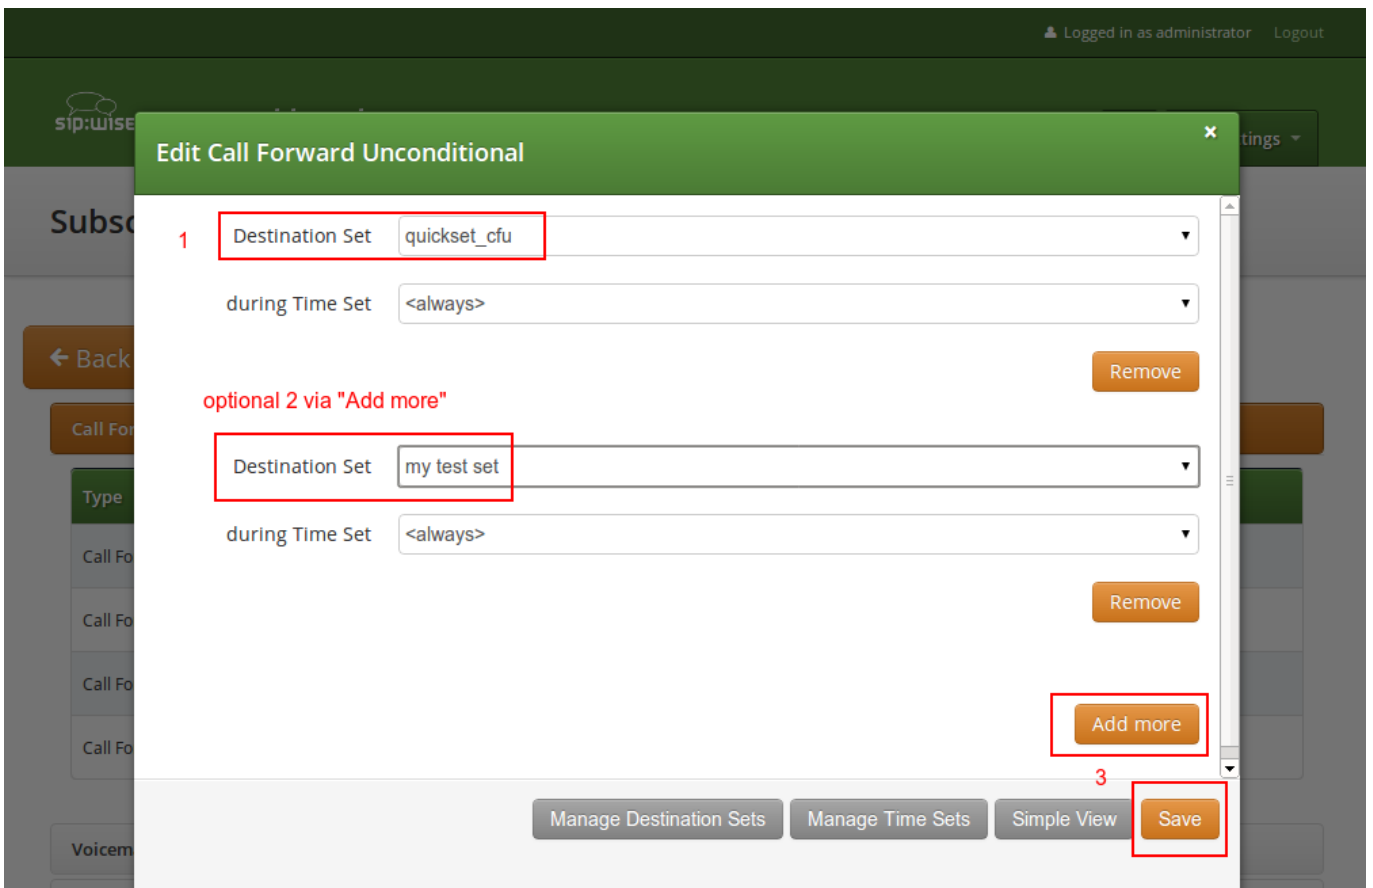 Logged in as administrator Logout
sip:wise
Edit Call Forward Unconditional ×
tings
Subsc
1 Destination Set quickset_cfu
during Time Set <always>
Back
Remove
optional 2 via "Add more"
Call For
Destination Set my test set
Type
during Time Set <always>
Call Fo
Remove
Call Fo
Call Fo
Add more
Call Fo
3
Manage Destination Sets Manage Time Sets Simple View Save
Voicem